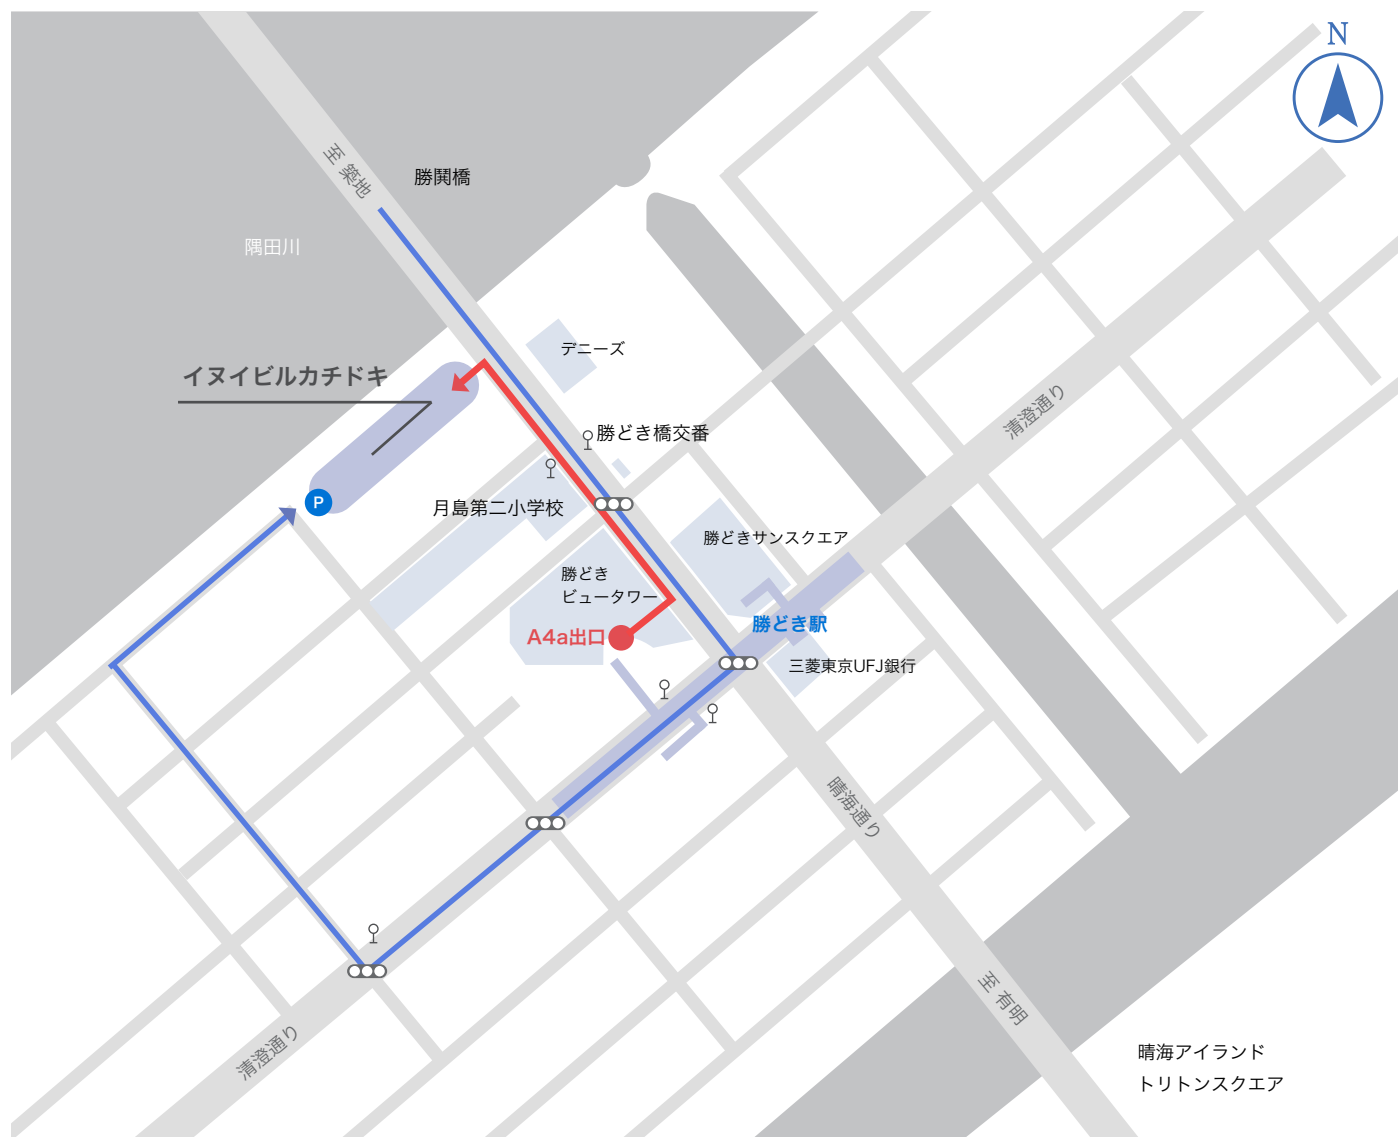 N
至 築地
勝鬨橋
隅田川
デニーズ
イヌイビルカチドキ
清澄通り
勝どき橋交番
P
月島第二小学校
勝どきサンスクエア
勝どき
ビュータワー
勝どき駅
A4a出口
三菱東京UFJ銀行
晴海通り
至 有明
清澄通り
晴海アイランド
トリトンスクエア